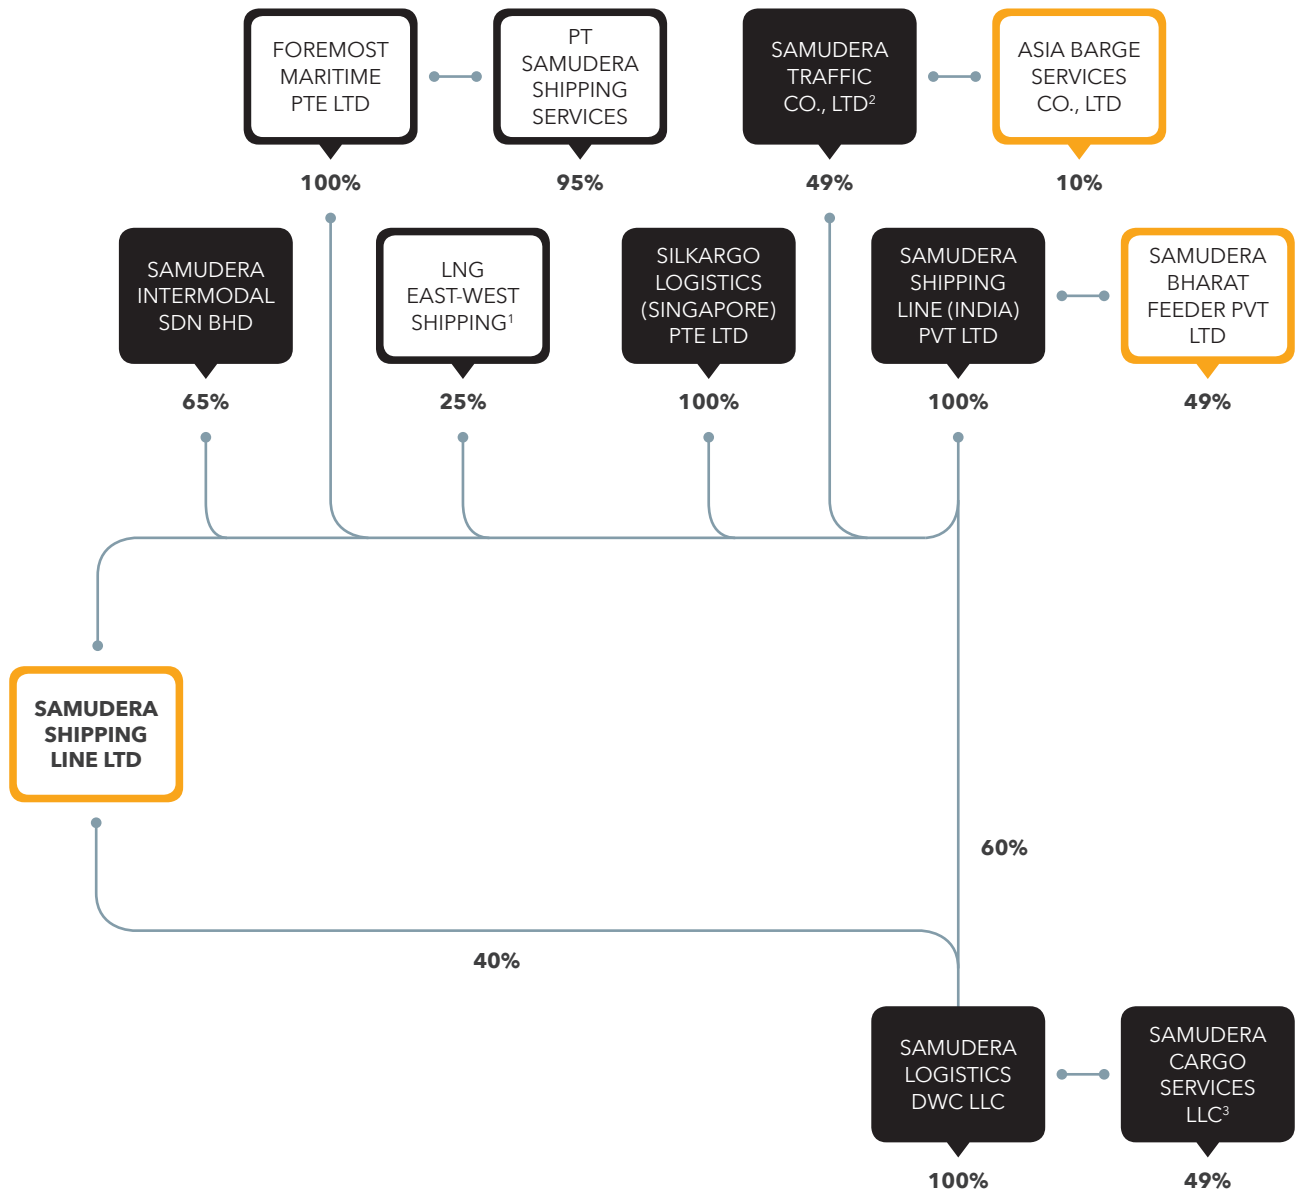 FOREMOST
MARITIME
PTE LTD
100%
PT
SAMUDERA
SHIPPING
SERVICES
95%
SAMUDERA
TRAFFIC
CO., LTD²
49%
ASIA BARGE
SERVICES
CO., LTD
10%
SAMUDERA
INTERMODAL
SDN BHD
65%
LNG
EAST-WEST
SHIPPING¹
25%
SILKARGO
LOGISTICS
(SINGAPORE)
PTE LTD
100%
SAMUDERA
SHIPPING
LINE (INDIA)
PVT LTD
100%
SAMUDERA
BHARAT
FEEDER PVT
LTD
49%
SAMUDERA
SHIPPING
LINE LTD
60%
40%
SAMUDERA
LOGISTICS
DWC LLC
100%
SAMUDERA
CARGO
SERVICES
LLC³
49%